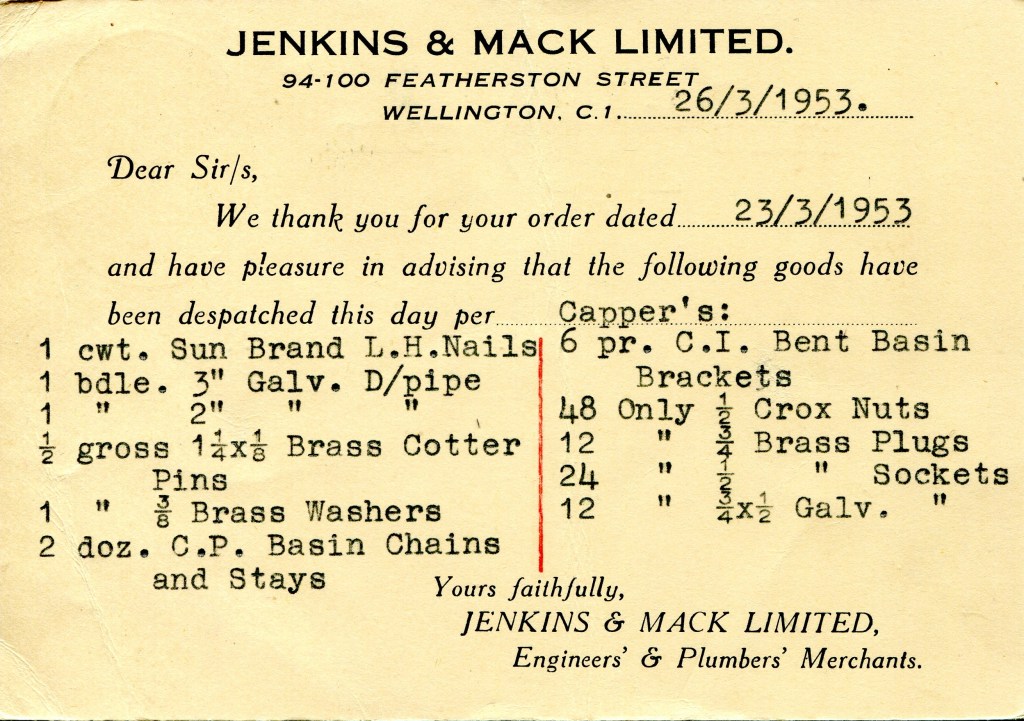 JENKINS & MACK LIMITED.
94-100 FEATHERSTON STREET
WELLINGTON, C.1. 26/3/1953.
Dear Sir/s,
We thank you for your order dated 23/3/1953
and have pleasure in advising that the following goods have
been despatched this day per Capper's:
1 cwt. Sun Brand L.H.Nails
1 bdle. 3" Galv. D/pipe
1 " 2" " "
½ gross 1¼x⅛ Brass Cotter
Pins
1 " ⅜ Brass Washers
2 doz. C.P. Basin Chains
and Stays
6 pr. C.I. Bent Basin
Brackets
48 Only ½ Crox Nuts
12 " ¾ Brass Plugs
24 " ½ " Sockets
12 " ¾x½ Galv. "
Yours faithfully,
JENKINS & MACK LIMITED,
Engineers' & Plumbers' Merchants.